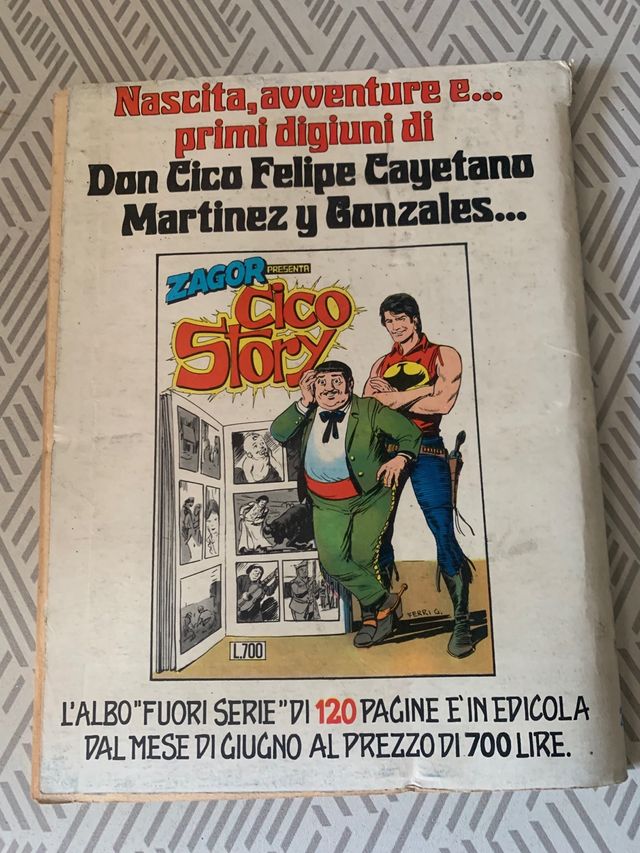 Nascita, avventure e...
primi digiuni di
Don Cico Felipe Cayetano
Martinez y Gonzales...
ZAGOR PRESENTA
Cico
Story
FERRI G.
L.700
L'ALBO "FUORI SERIE" DI 120 PAGINE E' IN EDICOLA
DAL MESE DI GIUGNO AL PREZZO DI 700 LIRE.